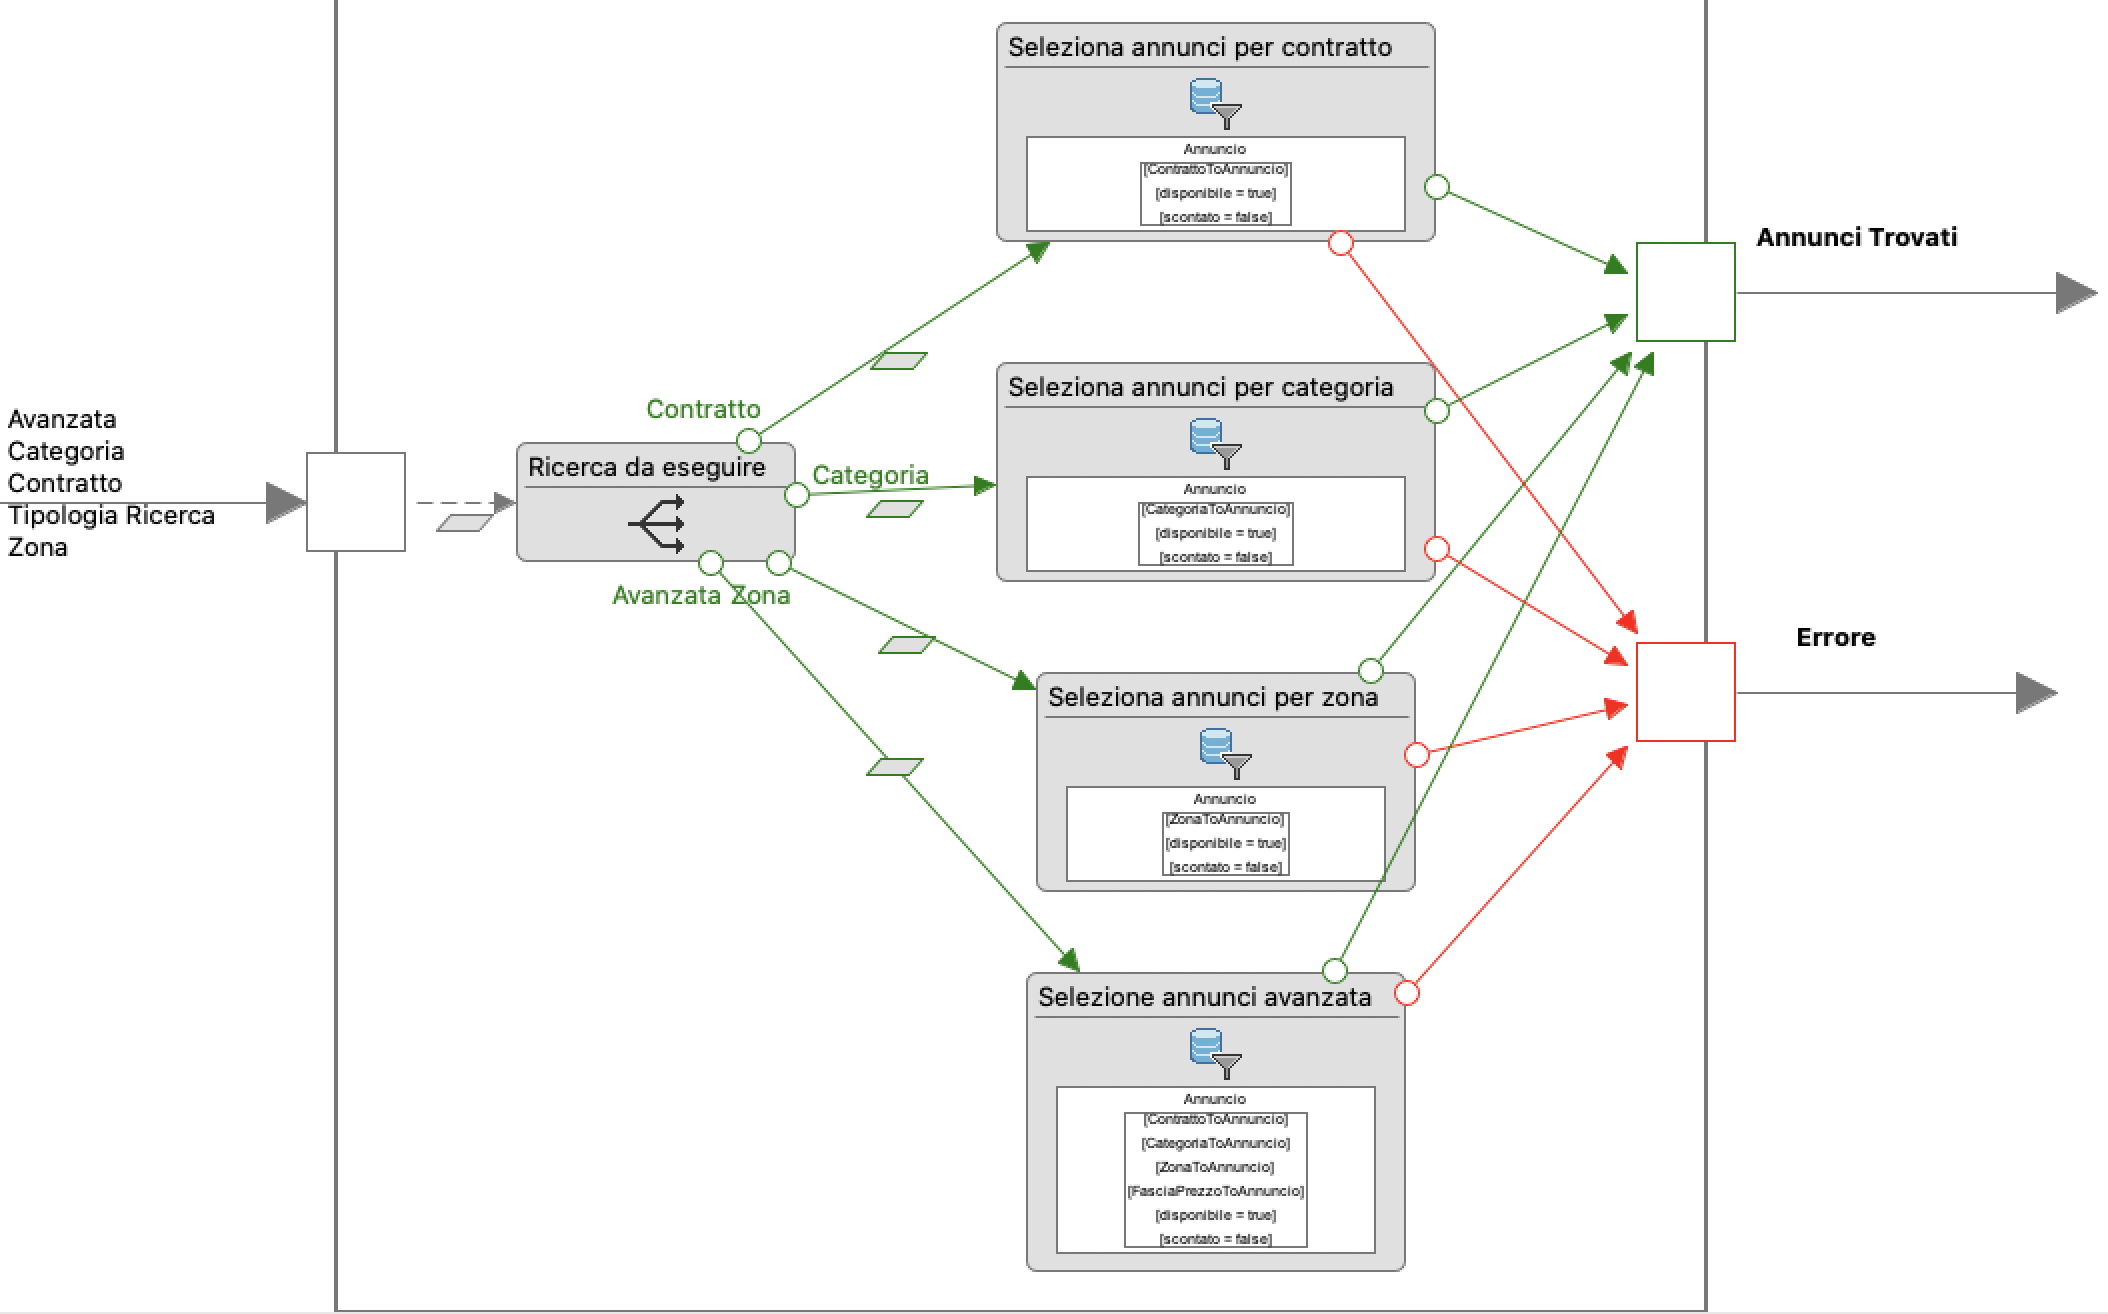 Avanzata
Categoria
Contratto
Tipologia Ricerca
Zona
Ricerca da eseguire
Contratto
Categoria
Avanzata Zona
Seleziona annunci per contratto
Annuncio
[ContrattoToAnnuncio]
[disponibile = true]
[scontato = false]
Seleziona annunci per categoria
Annuncio
[CategoriaToAnnuncio]
[disponibile = true]
[scontato = false]
Seleziona annunci per zona
Annuncio
[ZonaToAnnuncio]
[disponibile = true]
[scontato = false]
Selezione annunci avanzata
Annuncio
[ContrattoToAnnuncio]
[CategoriaToAnnuncio]
[ZonaToAnnuncio]
[FasciaPrezzoToAnnuncio]
[disponibile = true]
[scontato = false]
Annunci Trovati
Errore